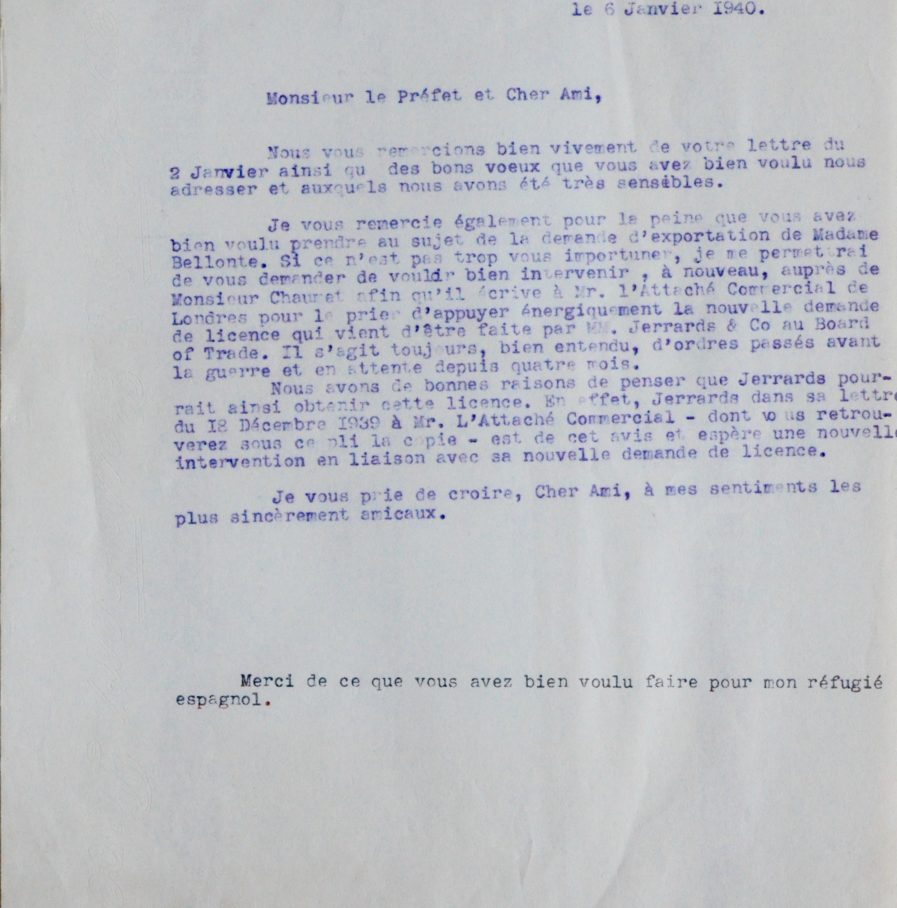 le 6 Janvier 1940.
Monsieur le Préfet et Cher Ami,
Nous vous remercions bien vivement de votre lettre du
2 Janvier ainsi qu des bons voeux que vous avez bien voulu nous
adresser et auxquels nous avons été très sensibles.
Je vous remercie également pour la peine que vous avez
bien voulu prendre au sujet de la demande d'exportation de Madame
Bellonte. Si ce n'est pas trop vous importuner, je me permettrai
de vous demander de vouloir bien intervenir , à nouveau, auprès de
Monsieur afin qu'il écrive à Mr. l'Attaché Commercial de
Londres pour le prier d'appuyer énergiquement la nouvelle demande
de licence qui vient d'être faite par MM. Jerrards & Co au Board
of Trade. Il s'agit toujours, bien entendu, d'ordres passés avant
la guerre et en attente depuis quatre mois.
Nous avons de bonnes raisons de penser que Jerrards pour-
rait ainsi obtenir cette licence. En effet, Jerrards dans sa lettre
du 18 Décembre 1939 à Mr. L'Attaché Commercial - dont vous retrou-
verez sous ce pli la copie - est de cet avis et espère une nouvelle
intervention en liaison avec sa nouvelle demande de licence.
Je vous prie de croire, Cher Ami, à mes sentiments les
plus sincèrement amicaux.
Merci de ce que vous avez bien voulu faire pour mon réfugié
espagnol.